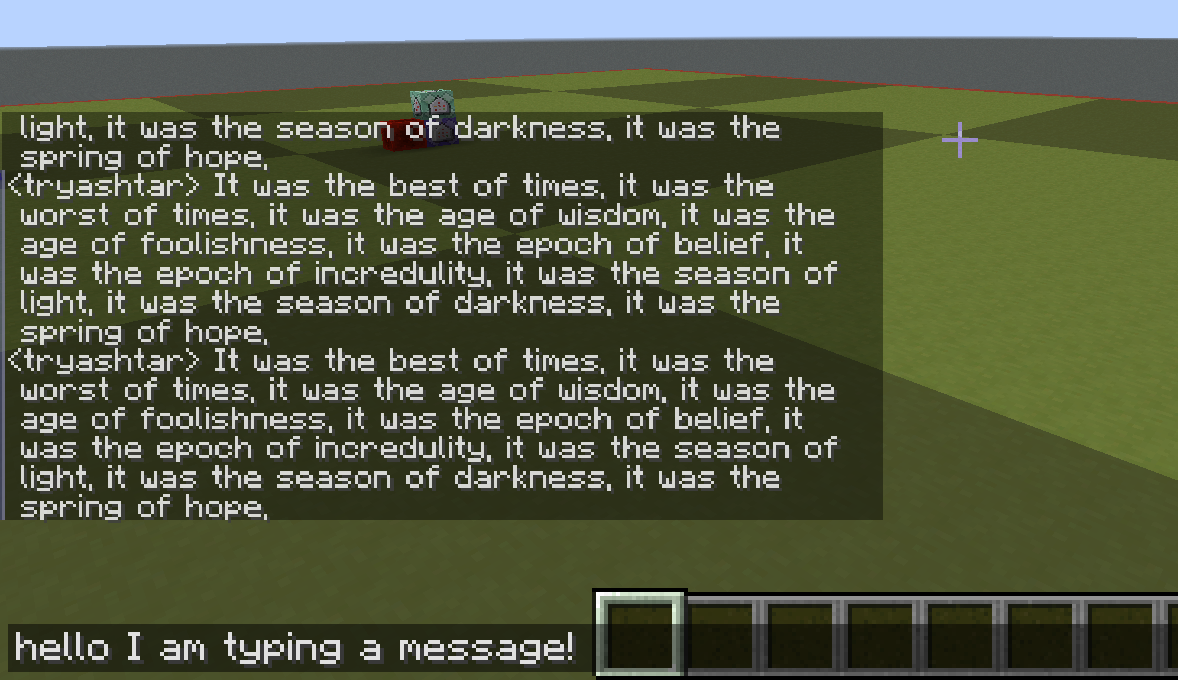 light, it was the season of darkness, it was the
spring of hope,
<tryashtar> It was the best of times, it was the
worst of times, it was the age of wisdom, it was the
age of foolishness, it was the epoch of belief, it
was the epoch of incredulity, it was the season of
light, it was the season of darkness, it was the
spring of hope,
<tryashtar> It was the best of times, it was the
worst of times, it was the age of wisdom, it was the
age of foolishness, it was the epoch of belief, it
was the epoch of incredulity, it was the season of
light, it was the season of darkness, it was the
spring of hope,
hello I am typing a message!